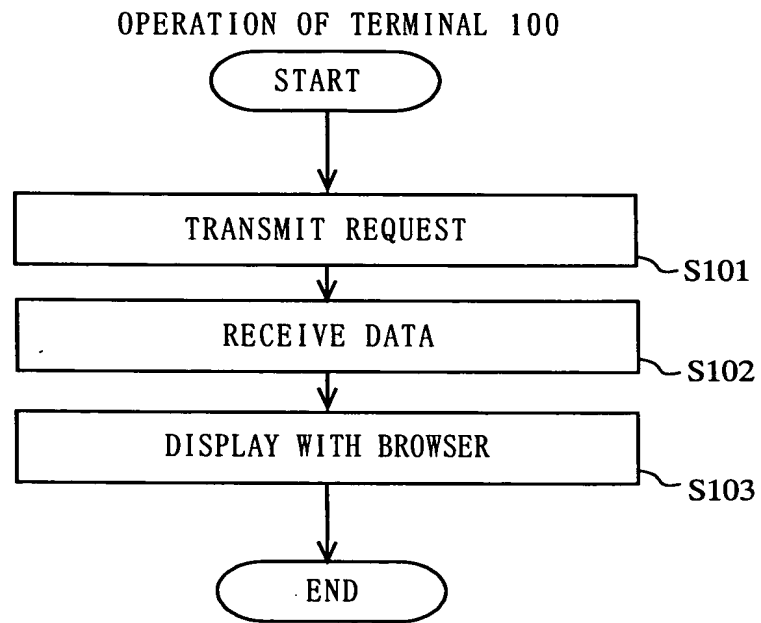 OPERATION OF TERMINAL 100
START
TRANSMIT REQUEST
S101
RECEIVE DATA
S102
DISPLAY WITH BROWSER
S103
END